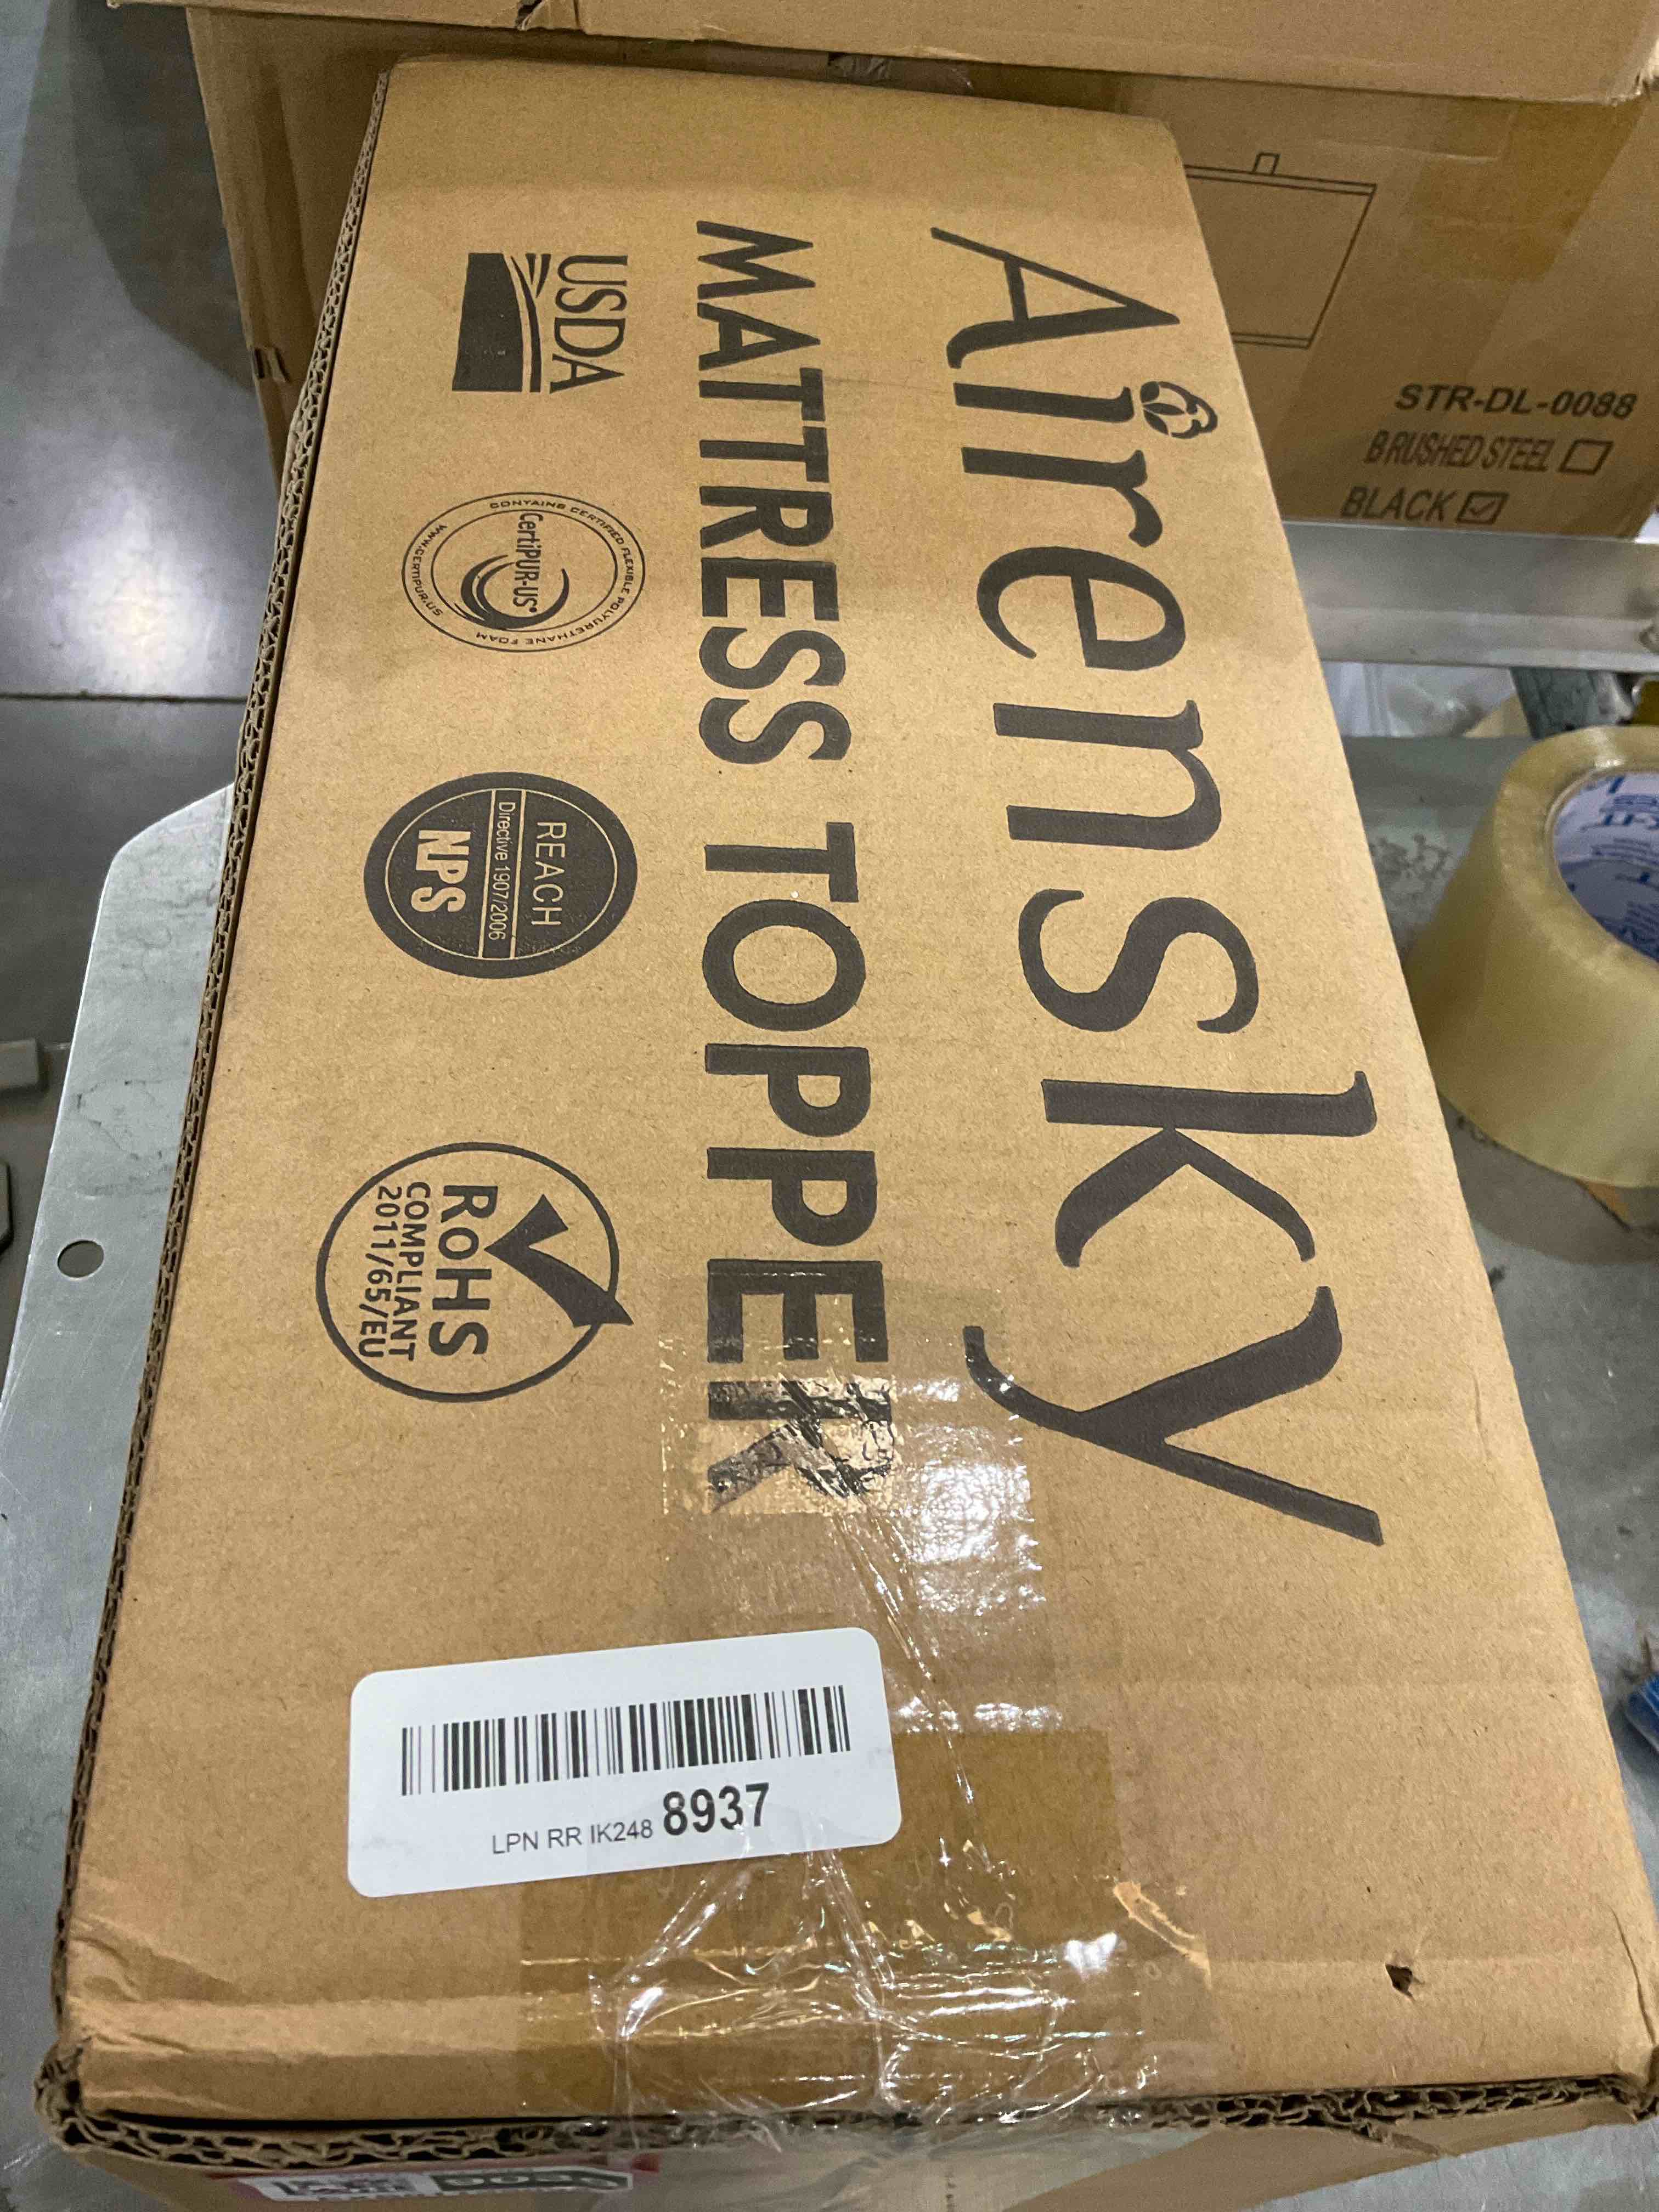 Airensky
MATTRESS TOPPER
USDA
CONTAINS CERTIFIED FLEXIBLE POLYURETHANE FOAM
CertiPUR-US®
WWW.CERTIPUR.US
REACH
Directive 1907/2006
NPS
RoHS
COMPLIANT
2011/65/EU
LPN RR IK248 8937
STR-DL-0088
BRUSHED STEEL
BLACK